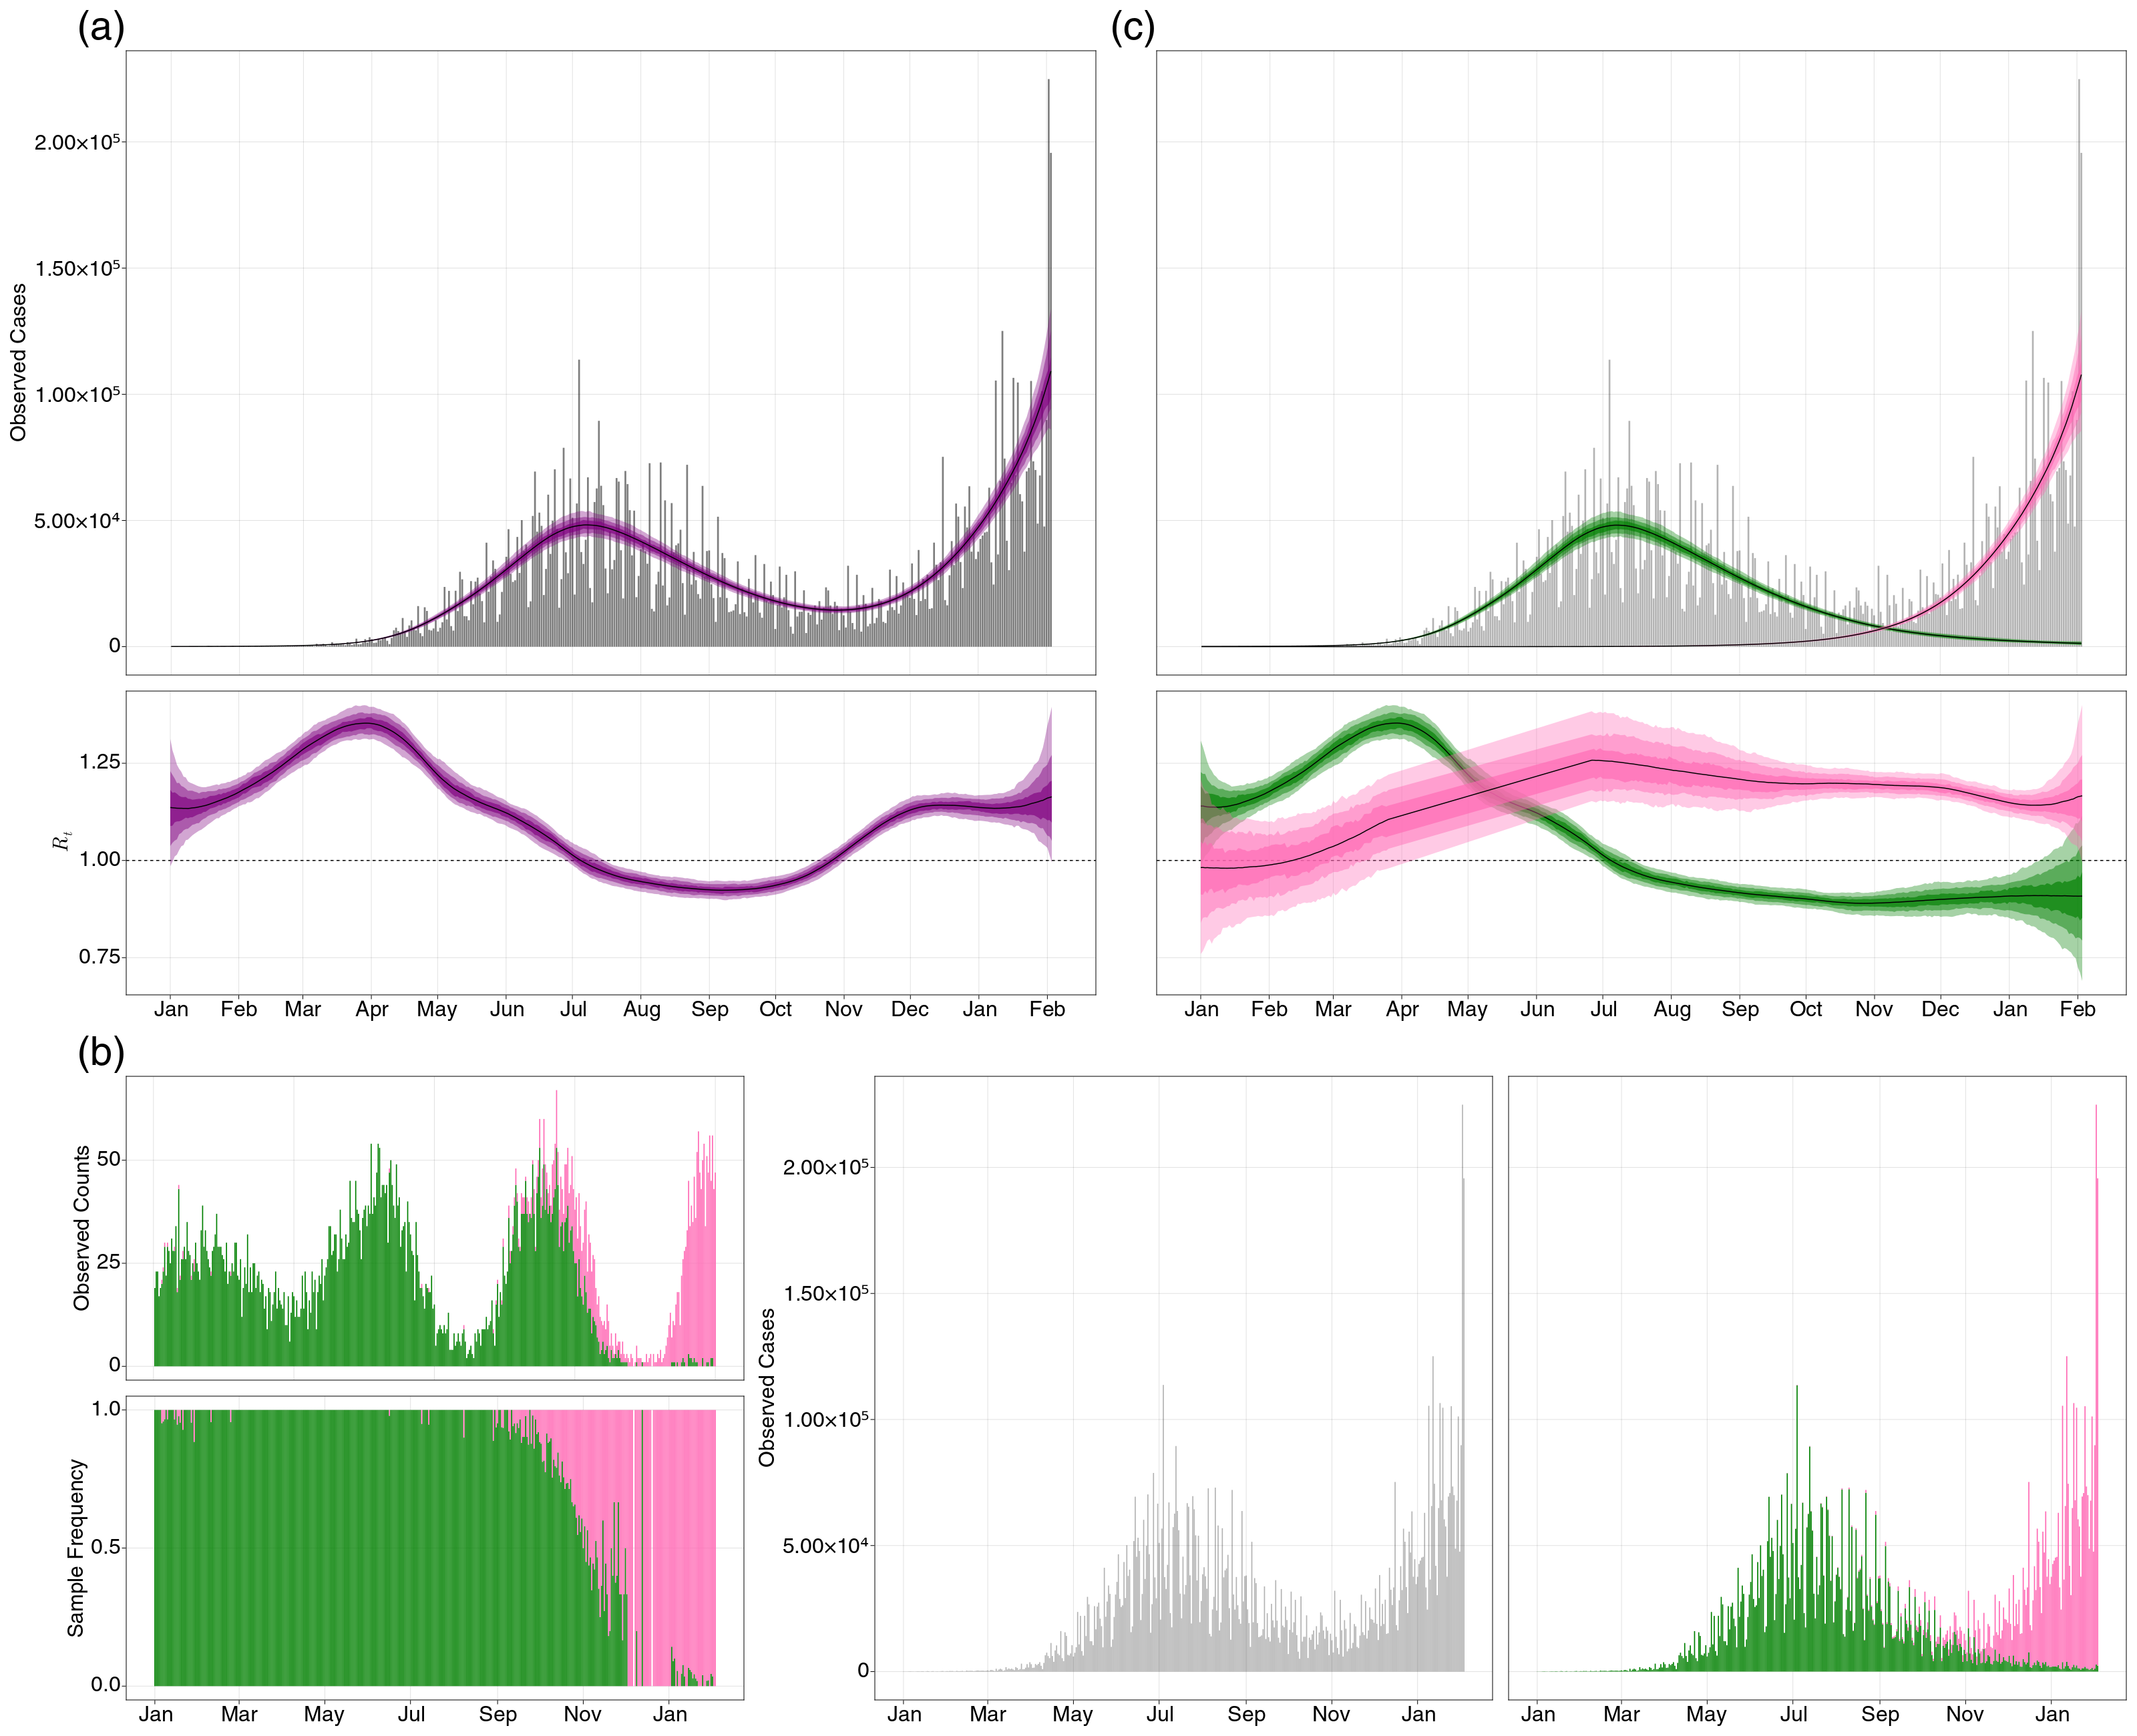 (a)
(c)
2.00×10⁵
1.50×10⁵
1.00×10⁵
5.00×10⁴
0
Observed Cases
1.25
1.00
0.75
Rₜ
Jan Feb Mar Apr May Jun Jul Aug Sep Oct Nov Dec Jan Feb
Jan Feb Mar Apr May Jun Jul Aug Sep Oct Nov Dec Jan Feb
(b)
50
25
0
Observed Counts
1.0
0.5
0.0
Sample Frequency
Jan Mar May Jul Sep Nov Jan
2.00×10⁵
1.50×10⁵
1.00×10⁵
5.00×10⁴
0
Observed Cases
Jan Mar May Jul Sep Nov Jan
Jan Mar May Jul Sep Nov Jan